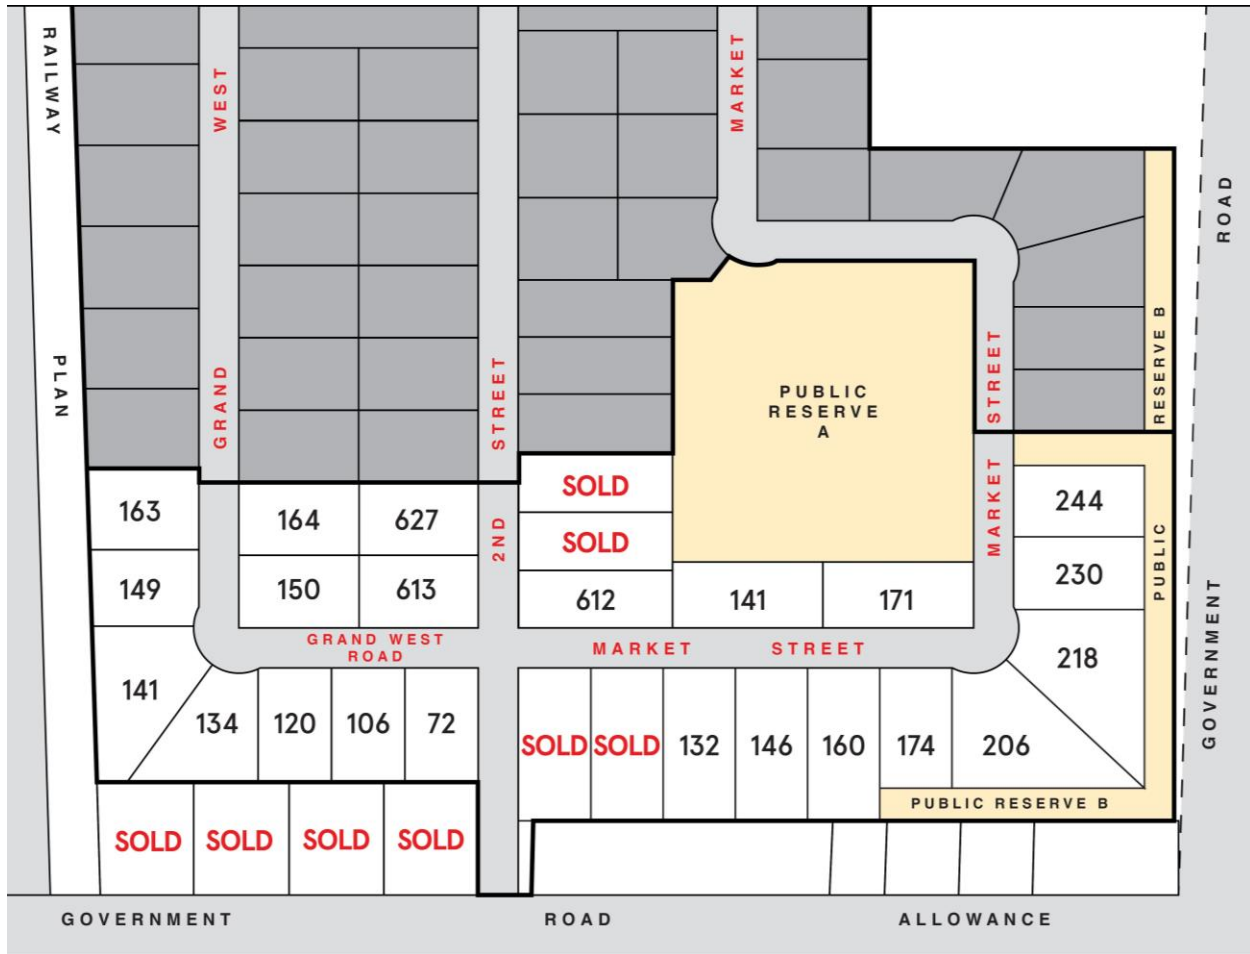 RAILWAY
PLAN
GRAND
WEST
STREET
2ND
MARKET
STREET
MARKET
ROAD
GOVERNMENT
RESERVE B
PUBLIC
PUBLIC
RESERVE
A
163
164
627
SOLD
244
149
150
613
SOLD
230
612
141
171
GRAND WEST
ROAD
MARKET STREET
218
141
134
120
106
72
SOLD
SOLD
132
146
160
174
206
PUBLIC RESERVE B
SOLD
SOLD
SOLD
SOLD
GOVERNMENT ROAD ALLOWANCE